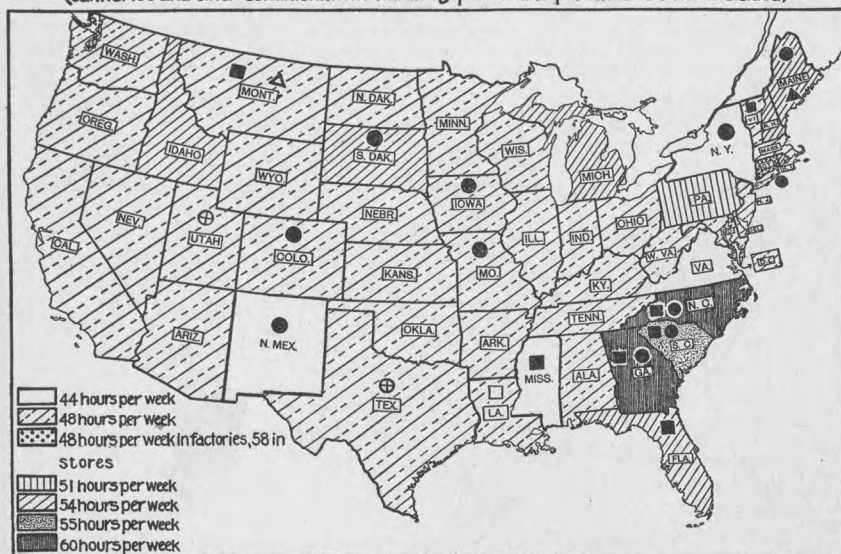 WASH.
MONT.
N. DAK.
MINN.
MAINE
VT.
N.H.
OREG.
IDAHO
S. DAK.
WIS.
MICH.
N. Y.
MASS.
WYO.
IOWA
PA.
N.J.
NEV.
UTAH
NEBR.
ILL.
IND.
OHIO
DEL.
CAL.
COLO.
KANS.
MO.
W. VA.
VA.
D.C.
KY.
ARIZ.
N. MEX.
OKLA.
ARK.
TENN.
N. C.
S. C.
TEX.
LA.
MISS.
ALA.
GA.
FLA.
44 hours per week
48 hours per week
48 hours per week in factories, 58 in
stores
51 hours per week
54 hours per week
55 hours per week
60 hours per week